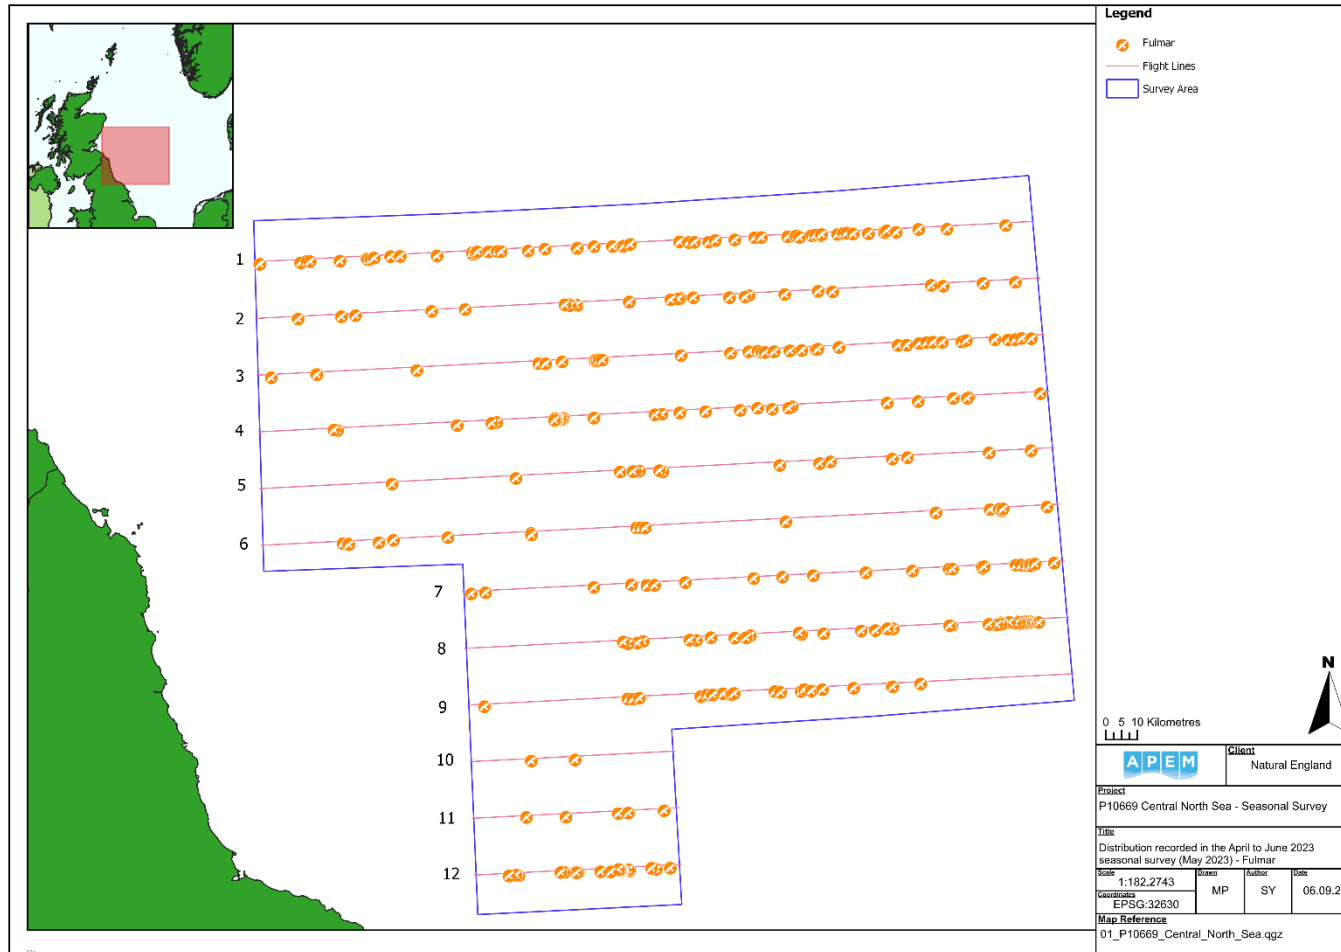 Legend
Fulmar
Flight Lines
Survey Area
1
2
3
4
5
6
7
8
9
10
11
12
N
0 5 10 Kilometres
APEM
Client
Natural England
Project
P10669 Central North Sea - Seasonal Survey
Title
Distribution recorded in the April to June 2023
seasonal survey (May 2023) - Fulmar
Scale
1:182,2743
Drawn
MP
Author
SY
Date
06.09.2
Coordinates
EPSG:32630
Map Reference
01_P10669_Central_North_Sea.qgz